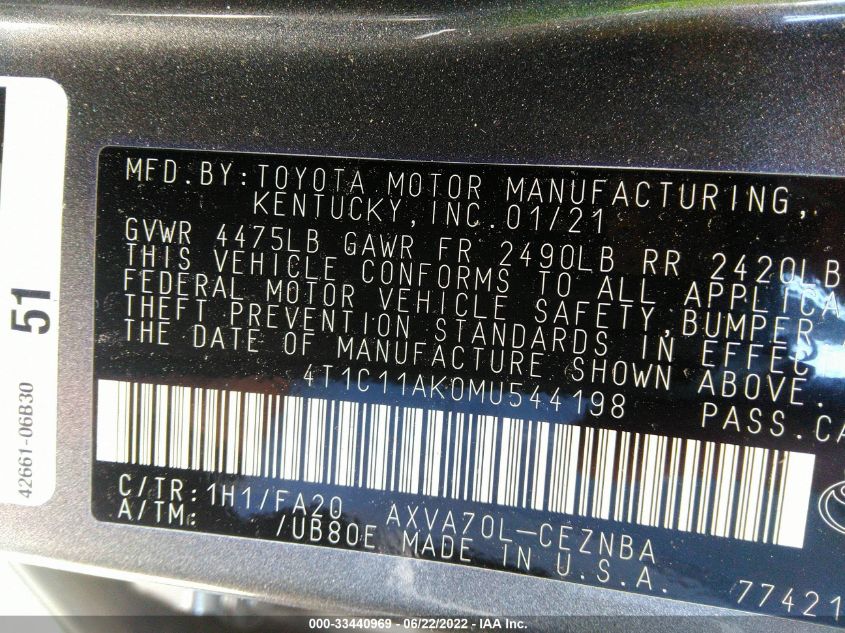 MFD.BY:TOYOTA MOTOR MANUFACTURING,
KENTUCKY,INC.01/21
GVWR 4475LB GAWR FR 2490LB RR 2420LB
THIS VEHICLE CONFORMS TO ALL APPLICA
FEDERAL MOTOR VEHICLE SAFETY,BUMPER
THEFT PREVENTION STANDARDS IN EFFEC
THE DATE OF MANUFACTURE SHOWN ABOVE.
4T1C11AK0MU544198 PASS.CA
C/TR:1H1/FA20 AXVA70L-CEZNBA
A/TM: /UB80E MADE IN U.S.A. 77421
51
42661-06B30
000-33440969 - 06/22/2022 - IAA Inc.